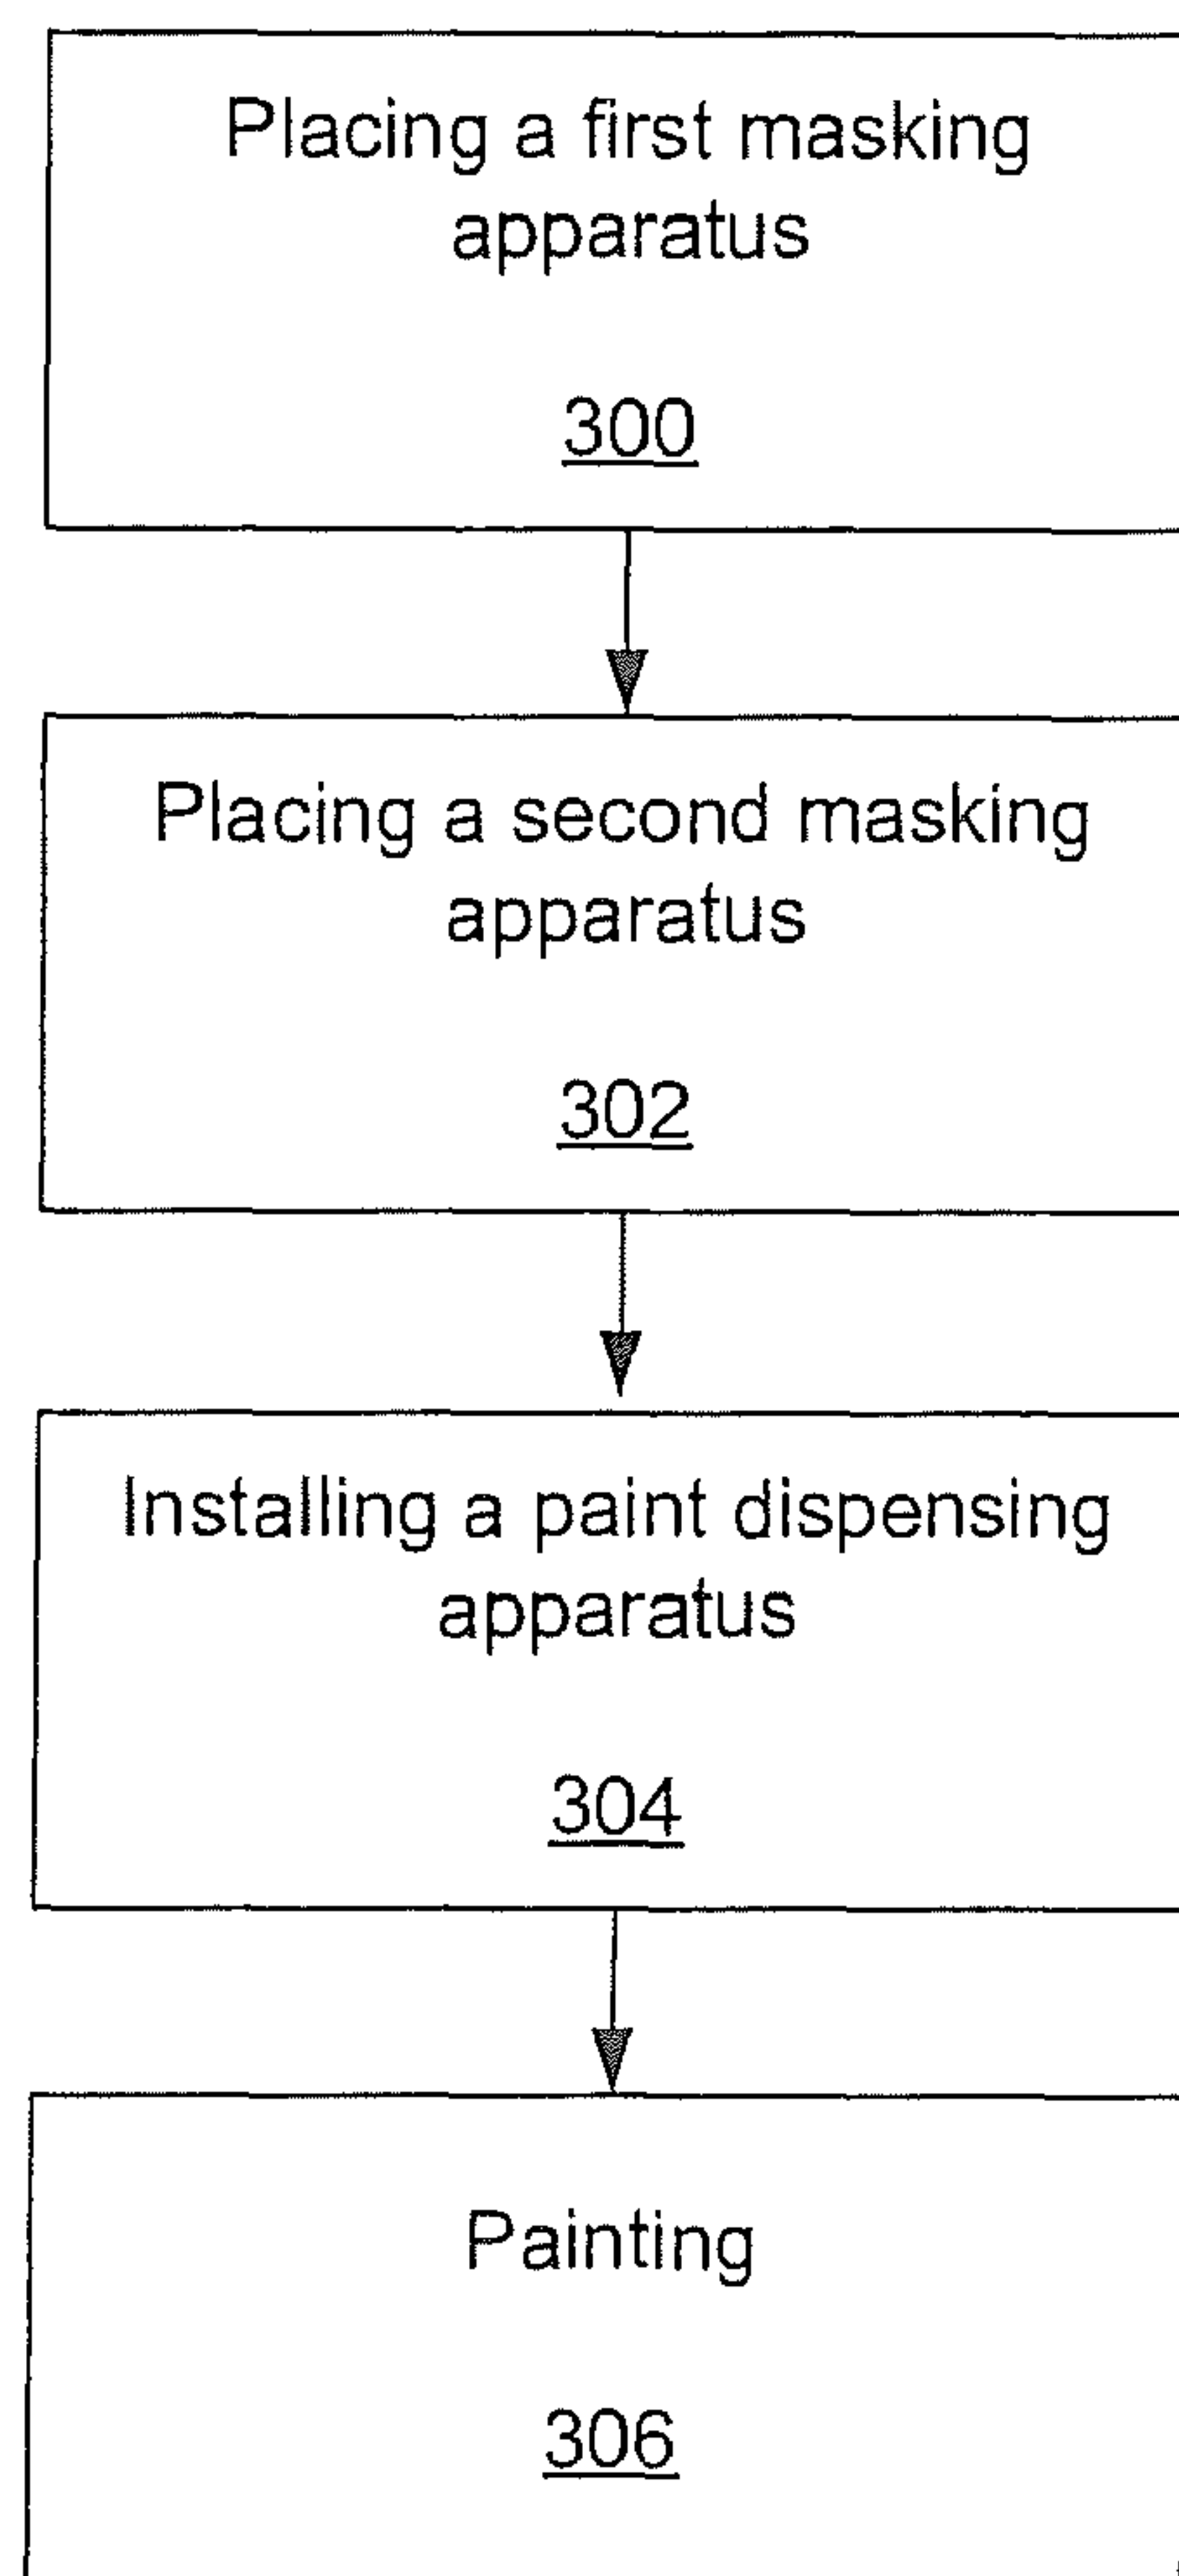 Placing a first masking
apparatus
300
Placing a second masking
apparatus
302
Installing a paint dispensing
apparatus
304
Painting
306